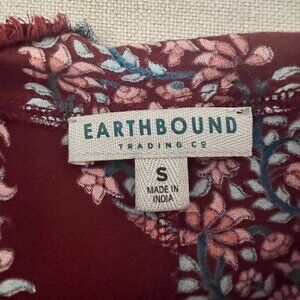 EARTHBOUND
TRADING CO
S
MADE IN
INDIA